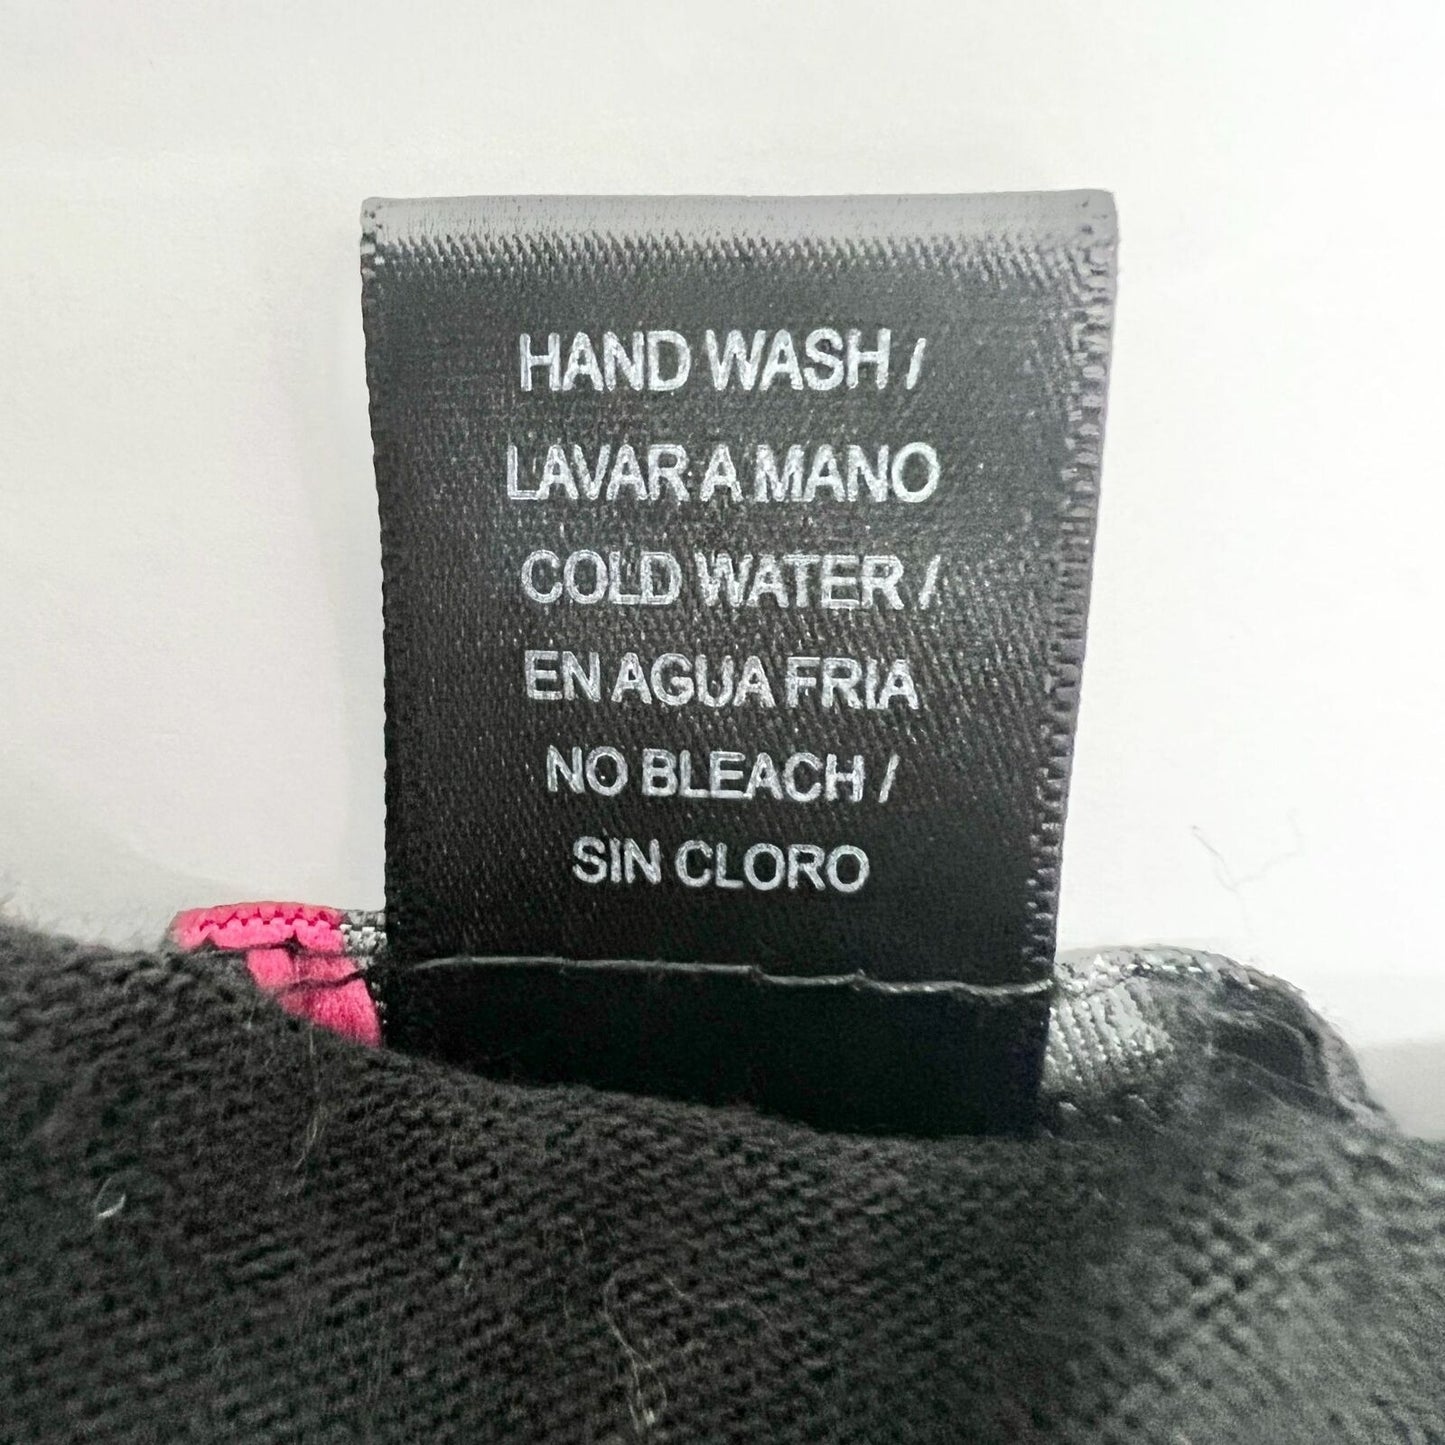 HAND WASH /
LAVAR A MANO
COLD WATER /
EN AGUA FRIA
NO BLEACH /
SIN CLORO